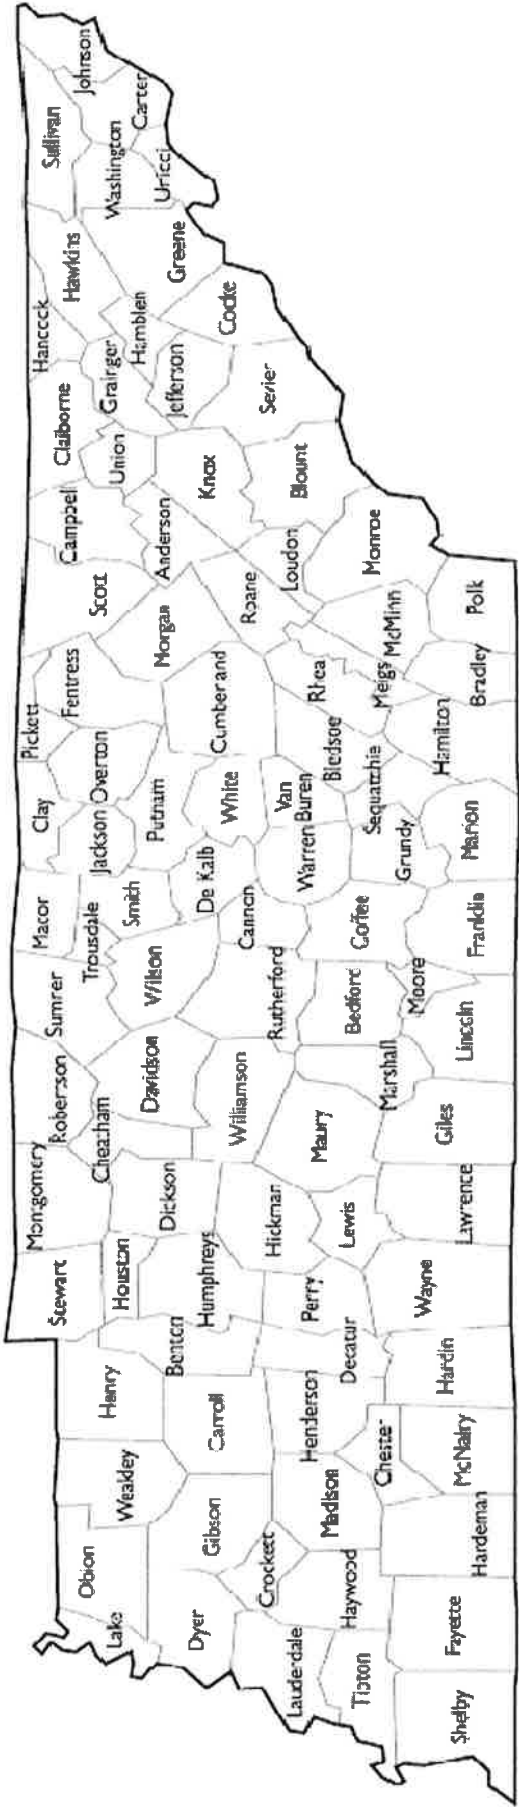 Lake
Obion
Weakley
Henry
Stewart
Montgomery
Robertson
Sumner
Macon
Clay
Pickett
Scott
Campbell
Claiborne
Hancock
Hawkins
Sullivan
Johnson
Dyer
Gibson
Carroll
Benton
Houston
Humphreys
Dickson
Cheatham
Davidson
Wilson
Trousdale
Smith
Jackson
Overton
Fentress
Putnam
De Kalb
White
Cumberland
Morgan
Anderson
Union
Grainger
Hamblen
Greene
Washington
Unicoi
Carter
Lauderdale
Crockett
Haywood
Madison
Henderson
Decatur
Perry
Hickman
Lewis
Maury
Williamson
Rutherford
Cannon
Warren
Van
Buren
Bledsoe
Rhea
Roane
Loudon
Knox
Blount
Jefferson
Sevier
Cocke
Tipton
Chester
Marshall
Bedford
Coffee
Moore
Grundy
Sequatchie
Meigs
McMinn
Monroe
Shelby
Fayette
Hardeman
McNairy
Hardin
Wayne
Lawrence
Giles
Lincoln
Franklin
Marion
Hamilton
Bradley
Polk